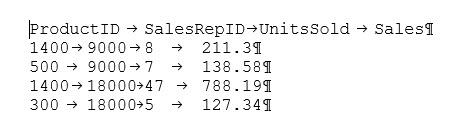 ProductID → SalesRepID→UnitsSold → Sales¶
1400→9000→8 → 211.3¶
500 → 9000→7 → 138.58¶
1400→18000→47 → 788.19¶
300 → 18000→5 → 127.34¶